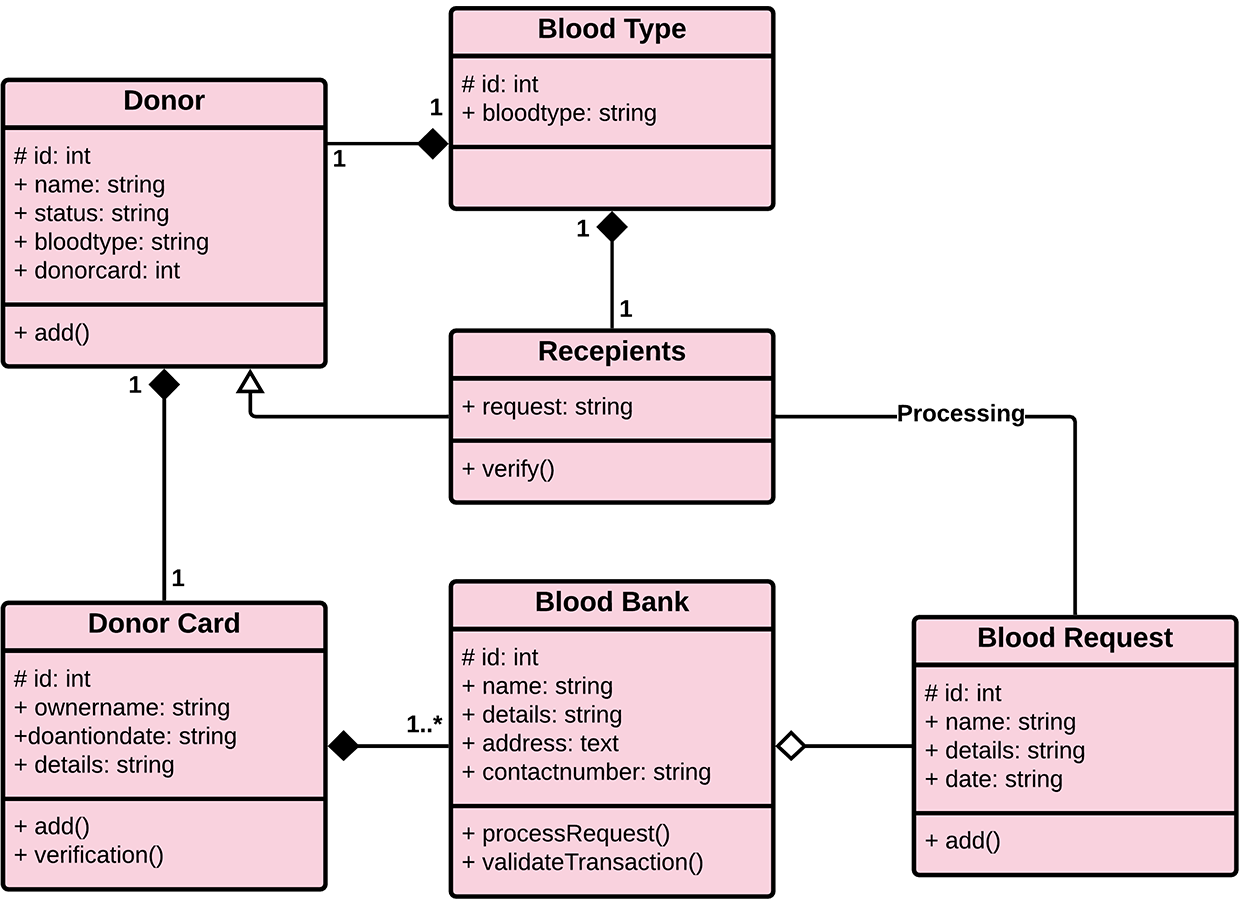 Blood Type
# id: int
+ bloodtype: string
Donor
# id: int
+ name: string
+ status: string
+ bloodtype: string
+ donorcard: int
+ add()
1
1
1
1
Recepients
+ request: string
+ verify()
Processing
1
1
Donor Card
# id: int
+ ownername: string
+doantiondate: string
+ details: string
+ add()
+ verification()
1..*
Blood Bank
# id: int
+ name: string
+ details: string
+ address: text
+ contactnumber: string
+ processRequest()
+ validateTransaction()
Blood Request
# id: int
+ name: string
+ details: string
+ date: string
+ add()